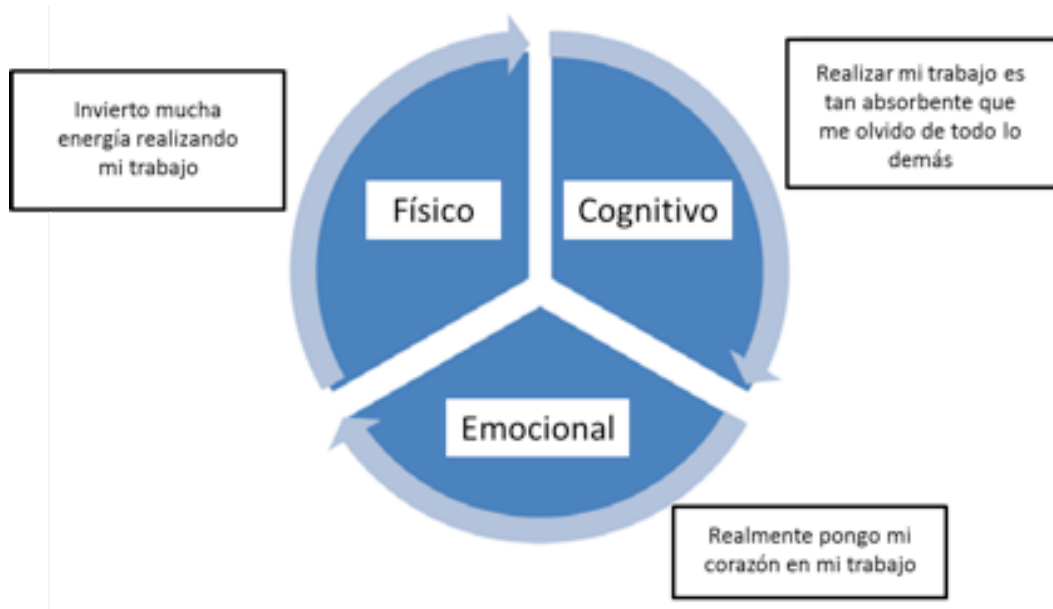 Invierto mucha
energía realizando
mi trabajo
Realizar mi trabajo es
tan absorbente que
me olvido de todo lo
demás
Físico
Cognitivo
Emocional
Realmente pongo mi
corazón en mi trabajo